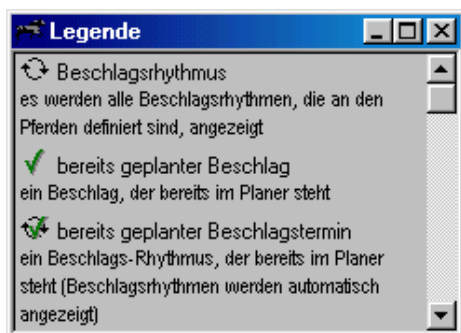 Legende
Beschlagsrhythmus
es werden alle Beschlagsrhythmen, die an den
Pferden definiert sind, angezeigt
bereits geplanter Beschlag
ein Beschlag, der bereits im Planer steht
bereits geplanter Beschlagstermin
ein Beschlags-Rhythmus, der bereits im Planer
steht (Beschlagsrhythmen werden automatisch
angezeigt)